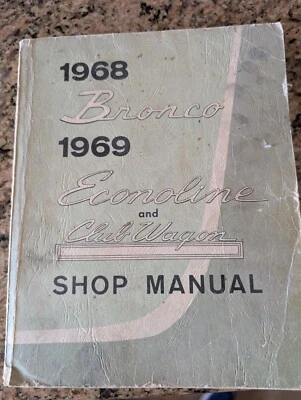 1968
Bronco
1969
Econoline
and
Club Wagon
SHOP MANUAL